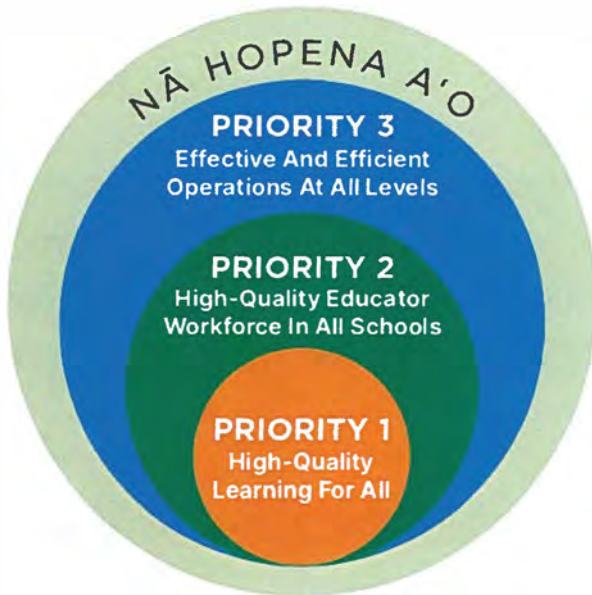 NĀ HOPENA AʻO
PRIORITY 3
Effective And Efficient
Operations At All Levels
PRIORITY 2
High-Quality Educator
Workforce In All Schools
PRIORITY 1
High-Quality
Learning For All